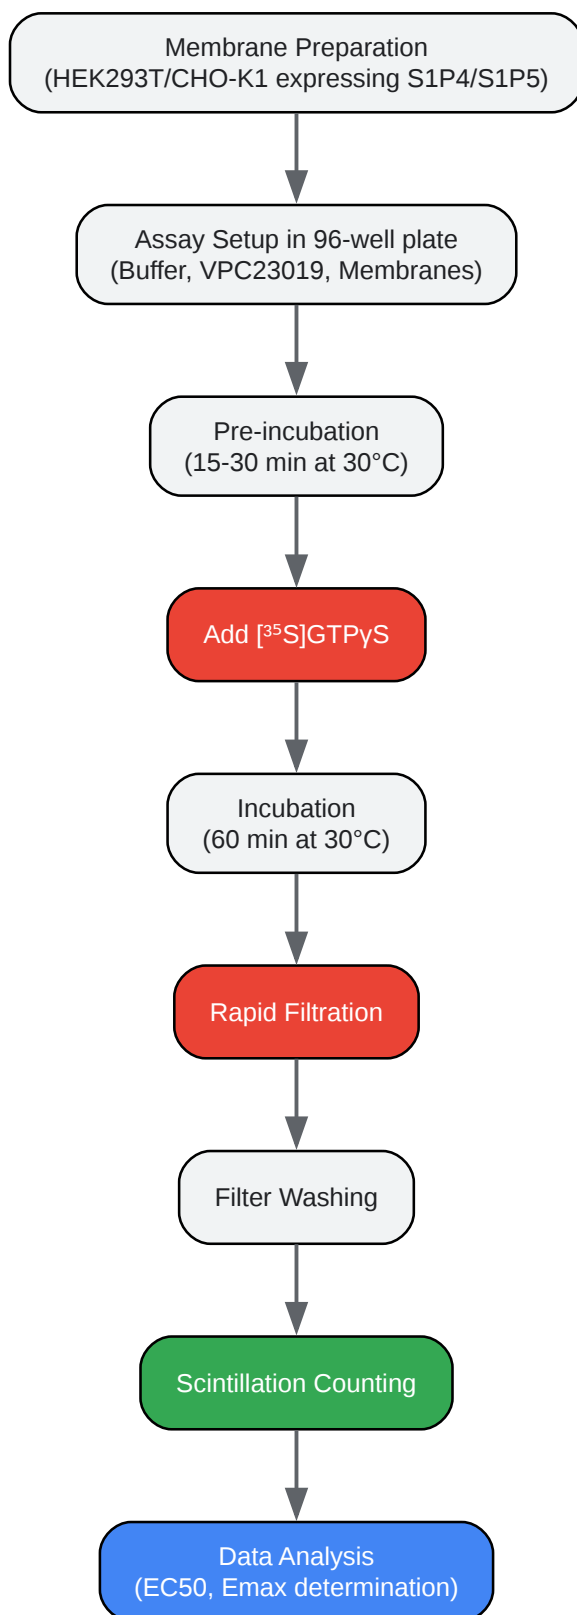 Membrane Preparation
(HEK293T/CHO-K1 expressing S1P4/S1P5)
Assay Setup in 96-well plate
(Buffer, VPC23019, Membranes)
Pre-incubation
(15-30 min at 30°C)
Add [³⁵S]GTPγS
Incubation
(60 min at 30°C)
Rapid Filtration
Filter Washing
Scintillation Counting
Data Analysis
(EC50, Emax determination)